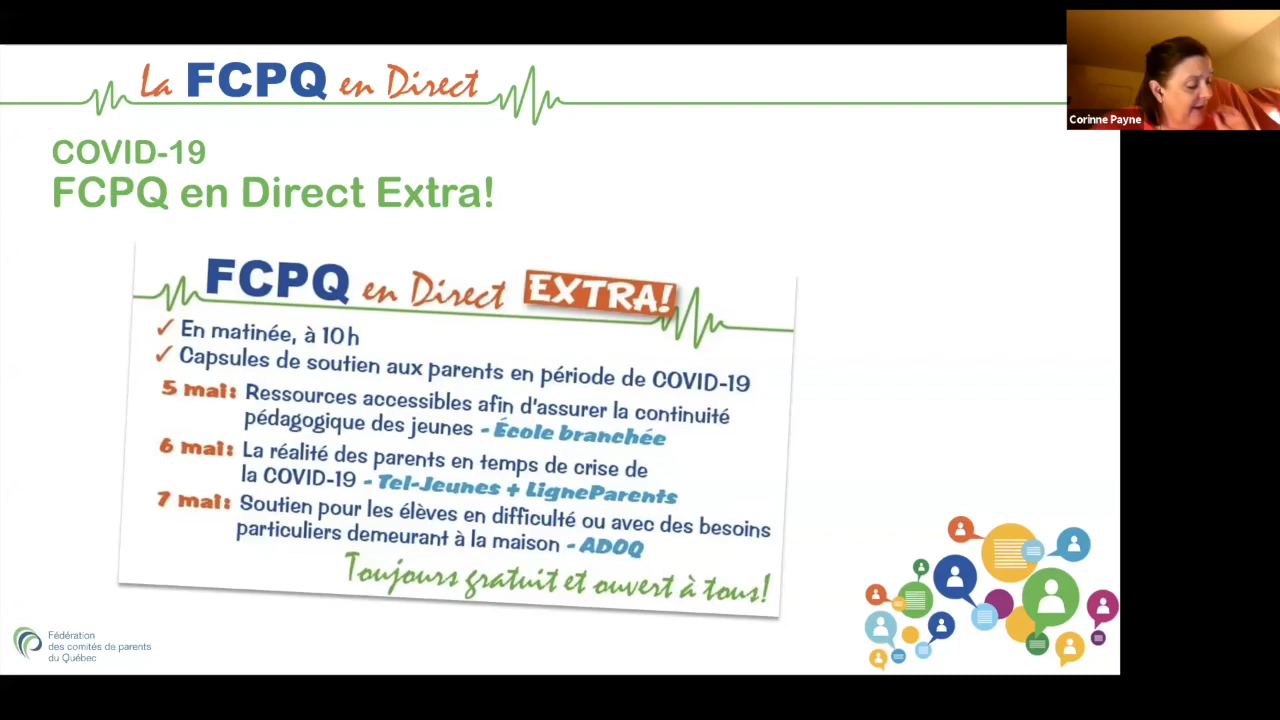 La FCPQ en Direct
Corinne Payne
COVID-19
FCPQ en Direct Extra!
FCPQ en Direct EXTRA!
✓ En matinée, à 10 h
✓ Capsules de soutien aux parents en période de COVID-19
5 mai : Ressources accessibles afin d'assurer la continuité
pédagogique des jeunes - École branchée
6 mai : La réalité des parents en temps de crise de
la COVID-19 - Tel-Jeunes + LigneParents
7 mai : Soutien pour les élèves en difficulté ou avec des besoins
particuliers demeurant à la maison - ADOQ
Toujours gratuit et ouvert à tous!
Fédération
des comités de parents
du Québec